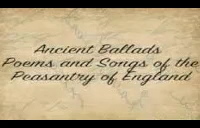 Ancient Ballads
Poems and Songs of the
Peasantry of England